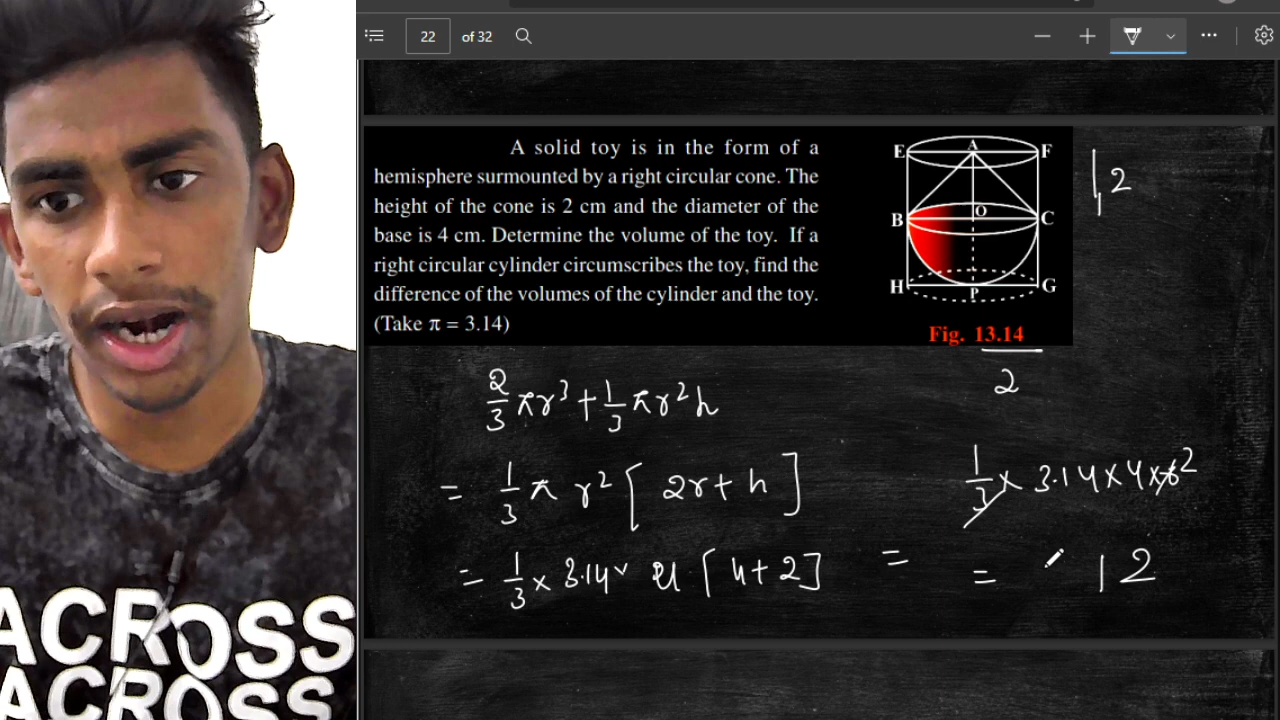 22 of 32
A solid toy is in the form of a
hemisphere surmounted by a right circular cone. The
height of the cone is 2 cm and the diameter of the
base is 4 cm. Determine the volume of the toy. If a
right circular cylinder circumscribes the toy, find the
difference of the volumes of the cylinder and the toy.
(Take π = 3.14)
E A F
B O C
H P G
Fig. 13.14
1,2
2
2/3 πr³ + 1/3 πr²h
= 1/3 π r² [ 2r + h ]
= 1/3 × 3.14 × 4 [ 4 + 2 ] =
1/3 × 3.14 × 4 × 6 2
= 12
ACROSS
ACROSS